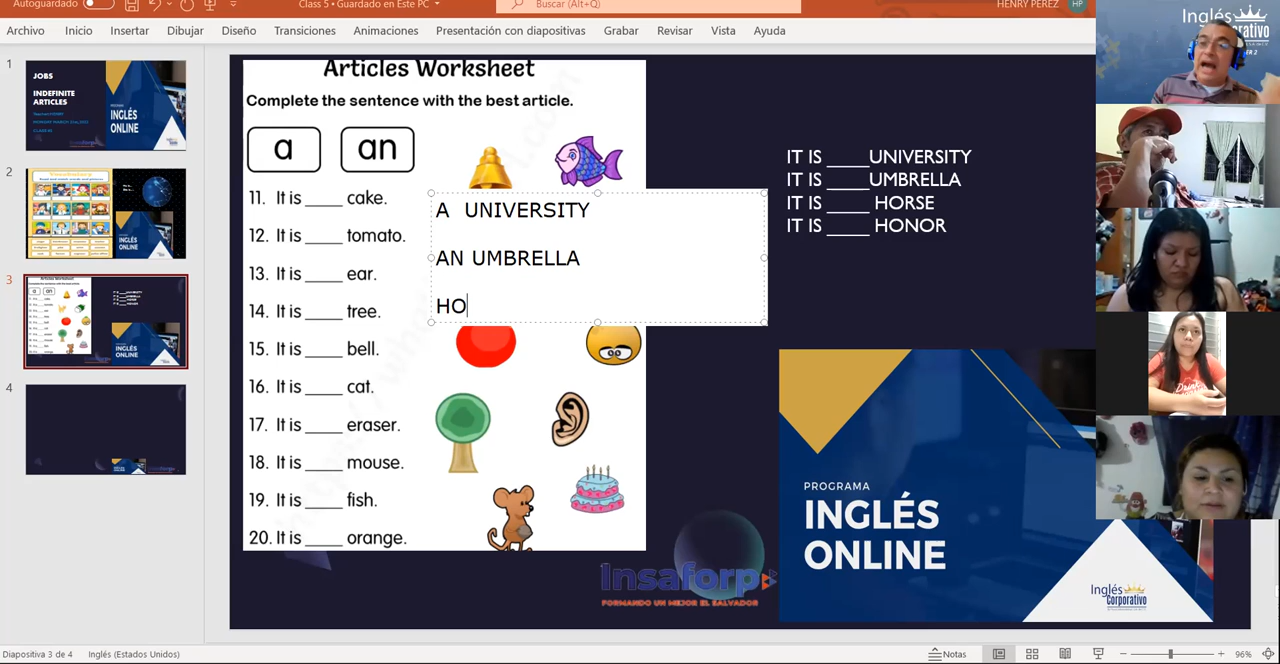 Autoguardado
Class 5 • Guardado en Este PC
Buscar (Alt+Q)
HENRY PEREZ
HP
Archivo
Inicio
Insertar
Dibujar
Diseño
Transiciones
Animaciones
Presentación con diapositivas
Grabar
Revisar
Vista
Ayuda
1
JOBS
INDEFINITE
ARTICLES
PROGRAMA
INGLÉS
ONLINE
2
3
4
Articles Worksheet
Complete the sentence with the best article.
a
an
11. It is ____ cake.
12. It is ____ tomato.
13. It is ____ ear.
14. It is ____ tree.
15. It is ____ bell.
16. It is ____ cat.
17. It is ____ eraser.
18. It is ____ mouse.
19. It is ____ fish.
20. It is ____ orange.
A UNIVERSITY
AN UMBRELLA
HO
IT IS ____UNIVERSITY
IT IS ____UMBRELLA
IT IS ____ HORSE
IT IS ____ HONOR
PROGRAMA
INGLÉS
ONLINE
Inglés
Corporativo
Insaforp
FORMANDO UN MEJOR EL SALVADOR
Inglés
Corporativo
Diapositiva 3 de 4
Inglés (Estados Unidos)
Notas
96%